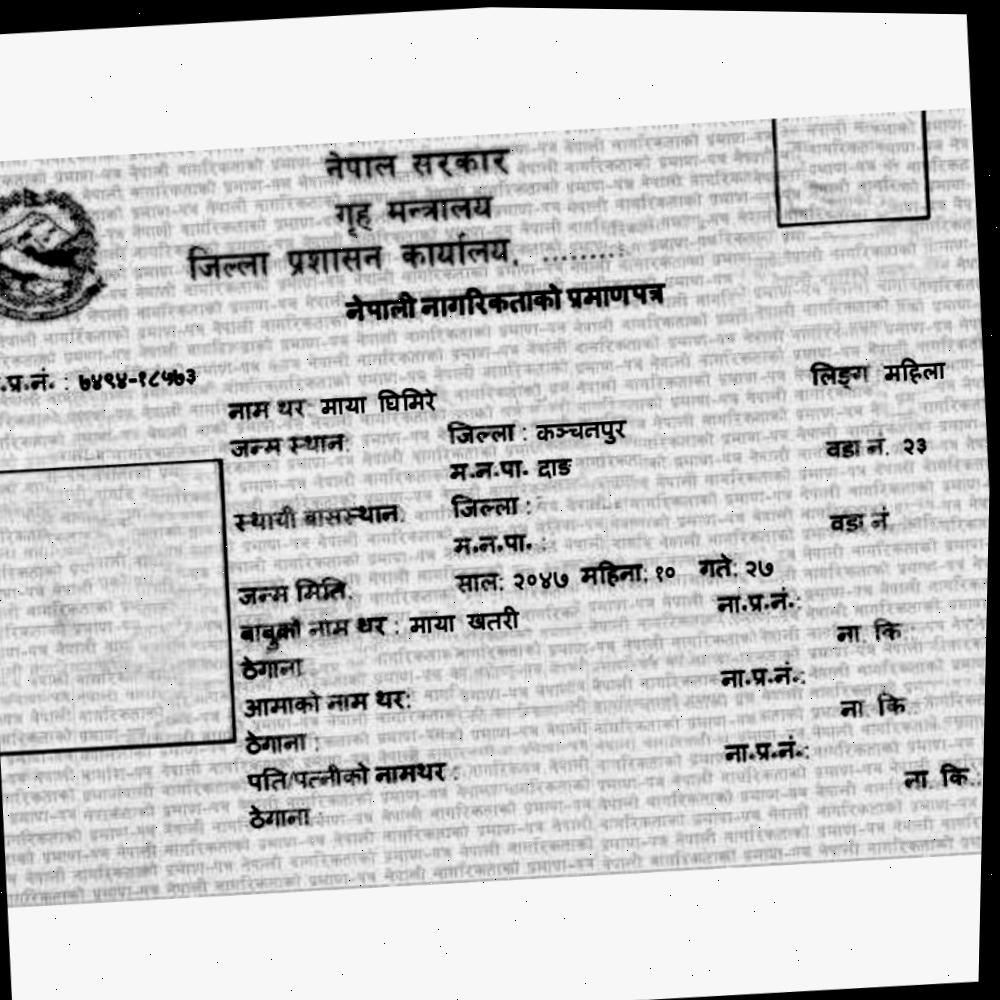 नेपाल सरकार
गृह मन्त्रालय
जिल्ला प्रशासन कार्यालय, .........
नेपाली नागरिकताको प्रमाणपत्र
.प्र.नं. : ७४९४-१८५७३
लिङ्ग महिला
नाम थर माया घिमिरे
जन्म स्थान: जिल्ला : कञ्चनपुर
म.न.पा. दाङ वडा नं. २३
स्थायी बासस्थान: जिल्ला :
म.न.पा. : वडा नं
जन्म मिति: साल: २०४७ महिना: १० गते: २७
बाबुको नाम थर : माया खतरी ना.प्र.नं.:
ठेगाना ना कि :
आमाको नाम थर: ना.प्र.नं.:
ठेगाना : ना कि :
पति/पत्नीको नामथर : ना.प्र.नं.:
ठेगाना : ना कि :